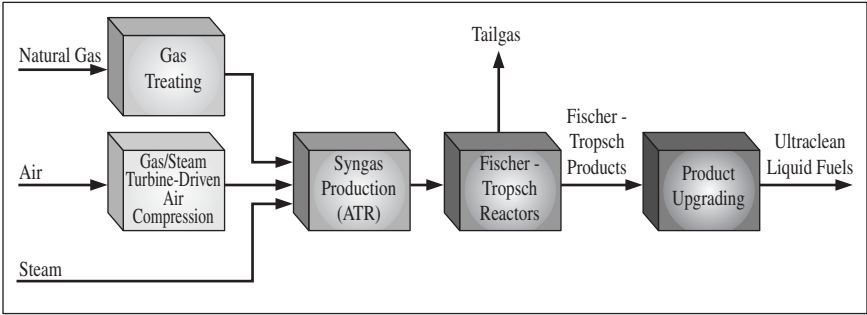 Natural Gas
Gas
Treating
Air
Gas/Steam
Turbine-Driven
Air
Compression
Steam
Syngas
Production
(ATR)
Tailgas
Fischer -
Tropsch
Reactors
Fischer -
Tropsch
Products
Product
Upgrading
Ultraclean
Liquid Fuels